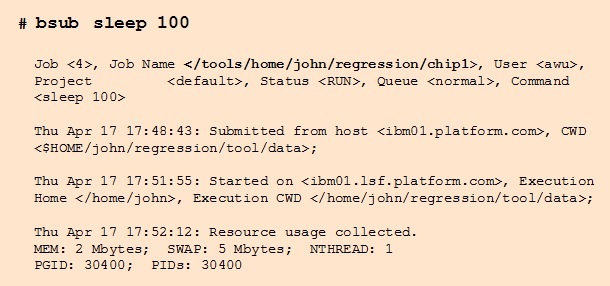 # bsub sleep 100
Job <4>, Job Name </tools/home/john/regression/chip1>, User <awu>,
Project <default>, Status <RUN>, Queue <normal>, Command
<sleep 100>
Thu Apr 17 17:48:43: Submitted from host <ibm01.platform.com>, CWD
<$HOME/john/regression/tool/data>;
Thu Apr 17 17:51:55: Started on <ibm01.lsf.platform.com>, Execution
Home </home/john>, Execution CWD </home/john/regression/tool/data>;
Thu Apr 17 17:52:12: Resource usage collected.
MEM: 2 Mbytes; SWAP: 5 Mbytes; NTHREAD: 1
PGID: 30400; PIDs: 30400